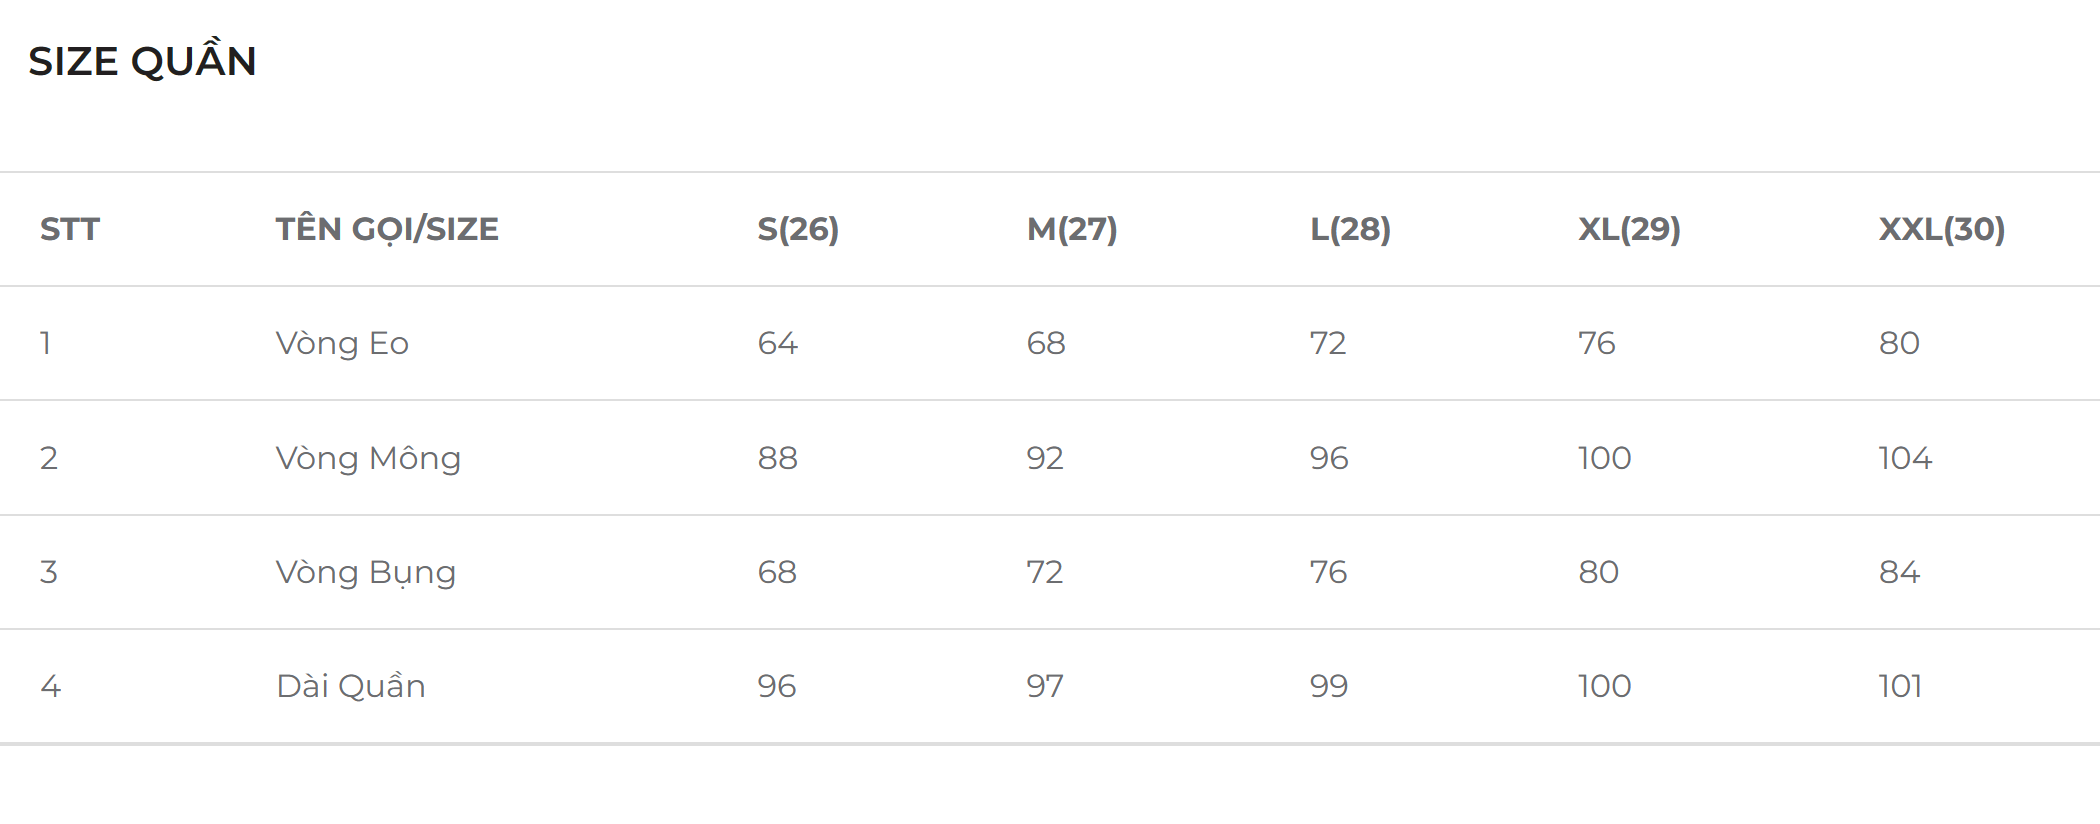 SIZE QUẦN
STT TÊN GỌI/SIZE S(26) M(27) L(28) XL(29) XXL(30)
1 Vòng Eo 64 68 72 76 80
2 Vòng Mông 88 92 96 100 104
3 Vòng Bụng 68 72 76 80 84
4 Dài Quần 96 97 99 100 101